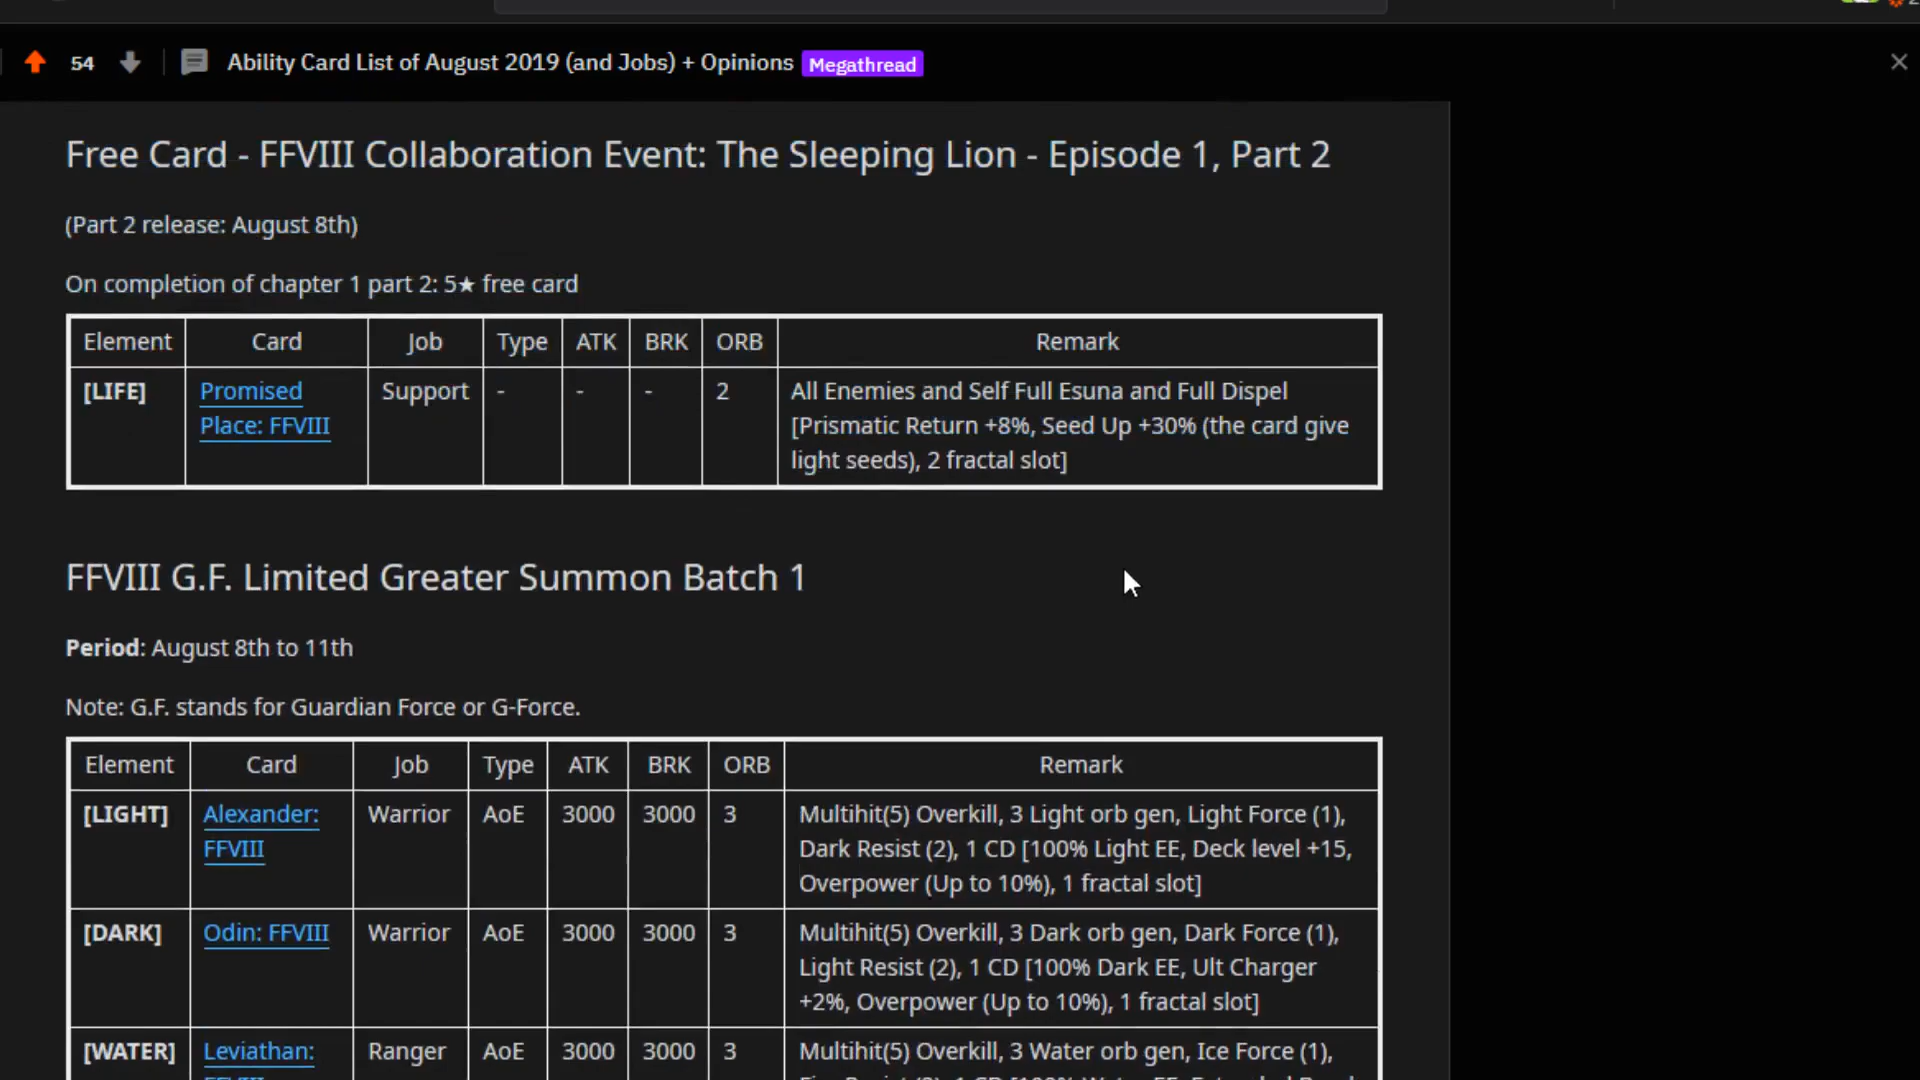 54 Ability Card List of August 2019 (and Jobs) + Opinions Megathread
Free Card - FFVIII Collaboration Event: The Sleeping Lion - Episode 1, Part 2
(Part 2 release: August 8th)
On completion of chapter 1 part 2: 5★ free card
Element Card Job Type ATK BRK ORB Remark
[LIFE] Promised Support - - - 2 All Enemies and Self Full Esuna and Full Dispel
Place: FFVIII [Prismatic Return +8%, Seed Up +30% (the card give
light seeds), 2 fractal slot]
FFVIII G.F. Limited Greater Summon Batch 1
Period: August 8th to 11th
Note: G.F. stands for Guardian Force or G-Force.
Element Card Job Type ATK BRK ORB Remark
[LIGHT] Alexander: Warrior AoE 3000 3000 3 Multihit(5) Overkill, 3 Light orb gen, Light Force (1),
FFVIII Dark Resist (2), 1 CD [100% Light EE, Deck level +15,
Overpower (Up to 10%), 1 fractal slot]
[DARK] Odin: FFVIII Warrior AoE 3000 3000 3 Multihit(5) Overkill, 3 Dark orb gen, Dark Force (1),
Light Resist (2), 1 CD [100% Dark EE, Ult Charger
+2%, Overpower (Up to 10%), 1 fractal slot]
[WATER] Leviathan: Ranger AoE 3000 3000 3 Multihit(5) Overkill, 3 Water orb gen, Ice Force (1),